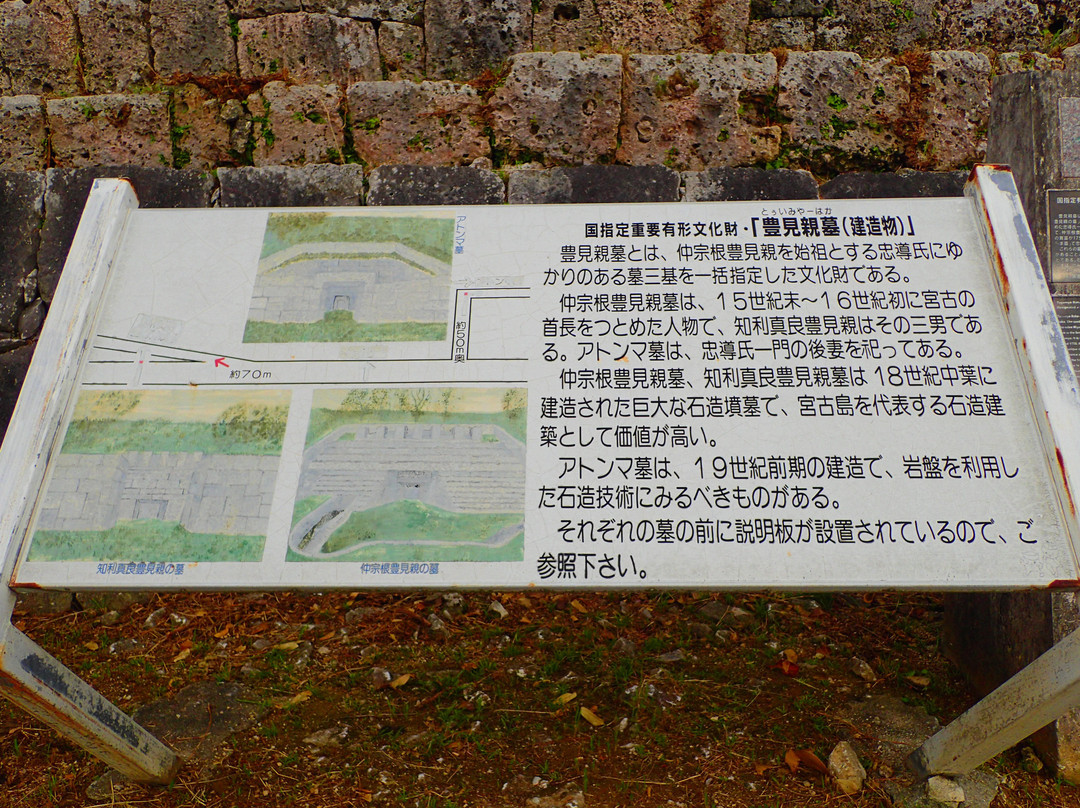 とぅいみやーはか
国指定重要有形文化財・「豊見親墓(建造物)」
豊見親墓とは、仲宗根豊見親を始祖とする忠導氏にゆ
かりのある墓三基を一括指定した文化財である。
仲宗根豊見親墓は、15世紀末～16世紀初に宮古の
首長をつとめた人物で、知利真良豊見親はその三男であ
る。アトンマ墓は、忠導氏一門の後妻を祀ってある。
仲宗根豊見親墓、知利真良豊見親墓は18世紀中葉に
建造された巨大な石造墳墓で、宮古島を代表する石造建
築として価値が高い。
アトンマ墓は、19世紀前期の建造で、岩盤を利用し
た石造技術にみるべきものがある。
それぞれの墓の前に説明板が設置されているので、ご
参照下さい。
アトンマ墓
約50m奥
約70m
知利真良豊見親の墓
仲宗根豊見親の墓